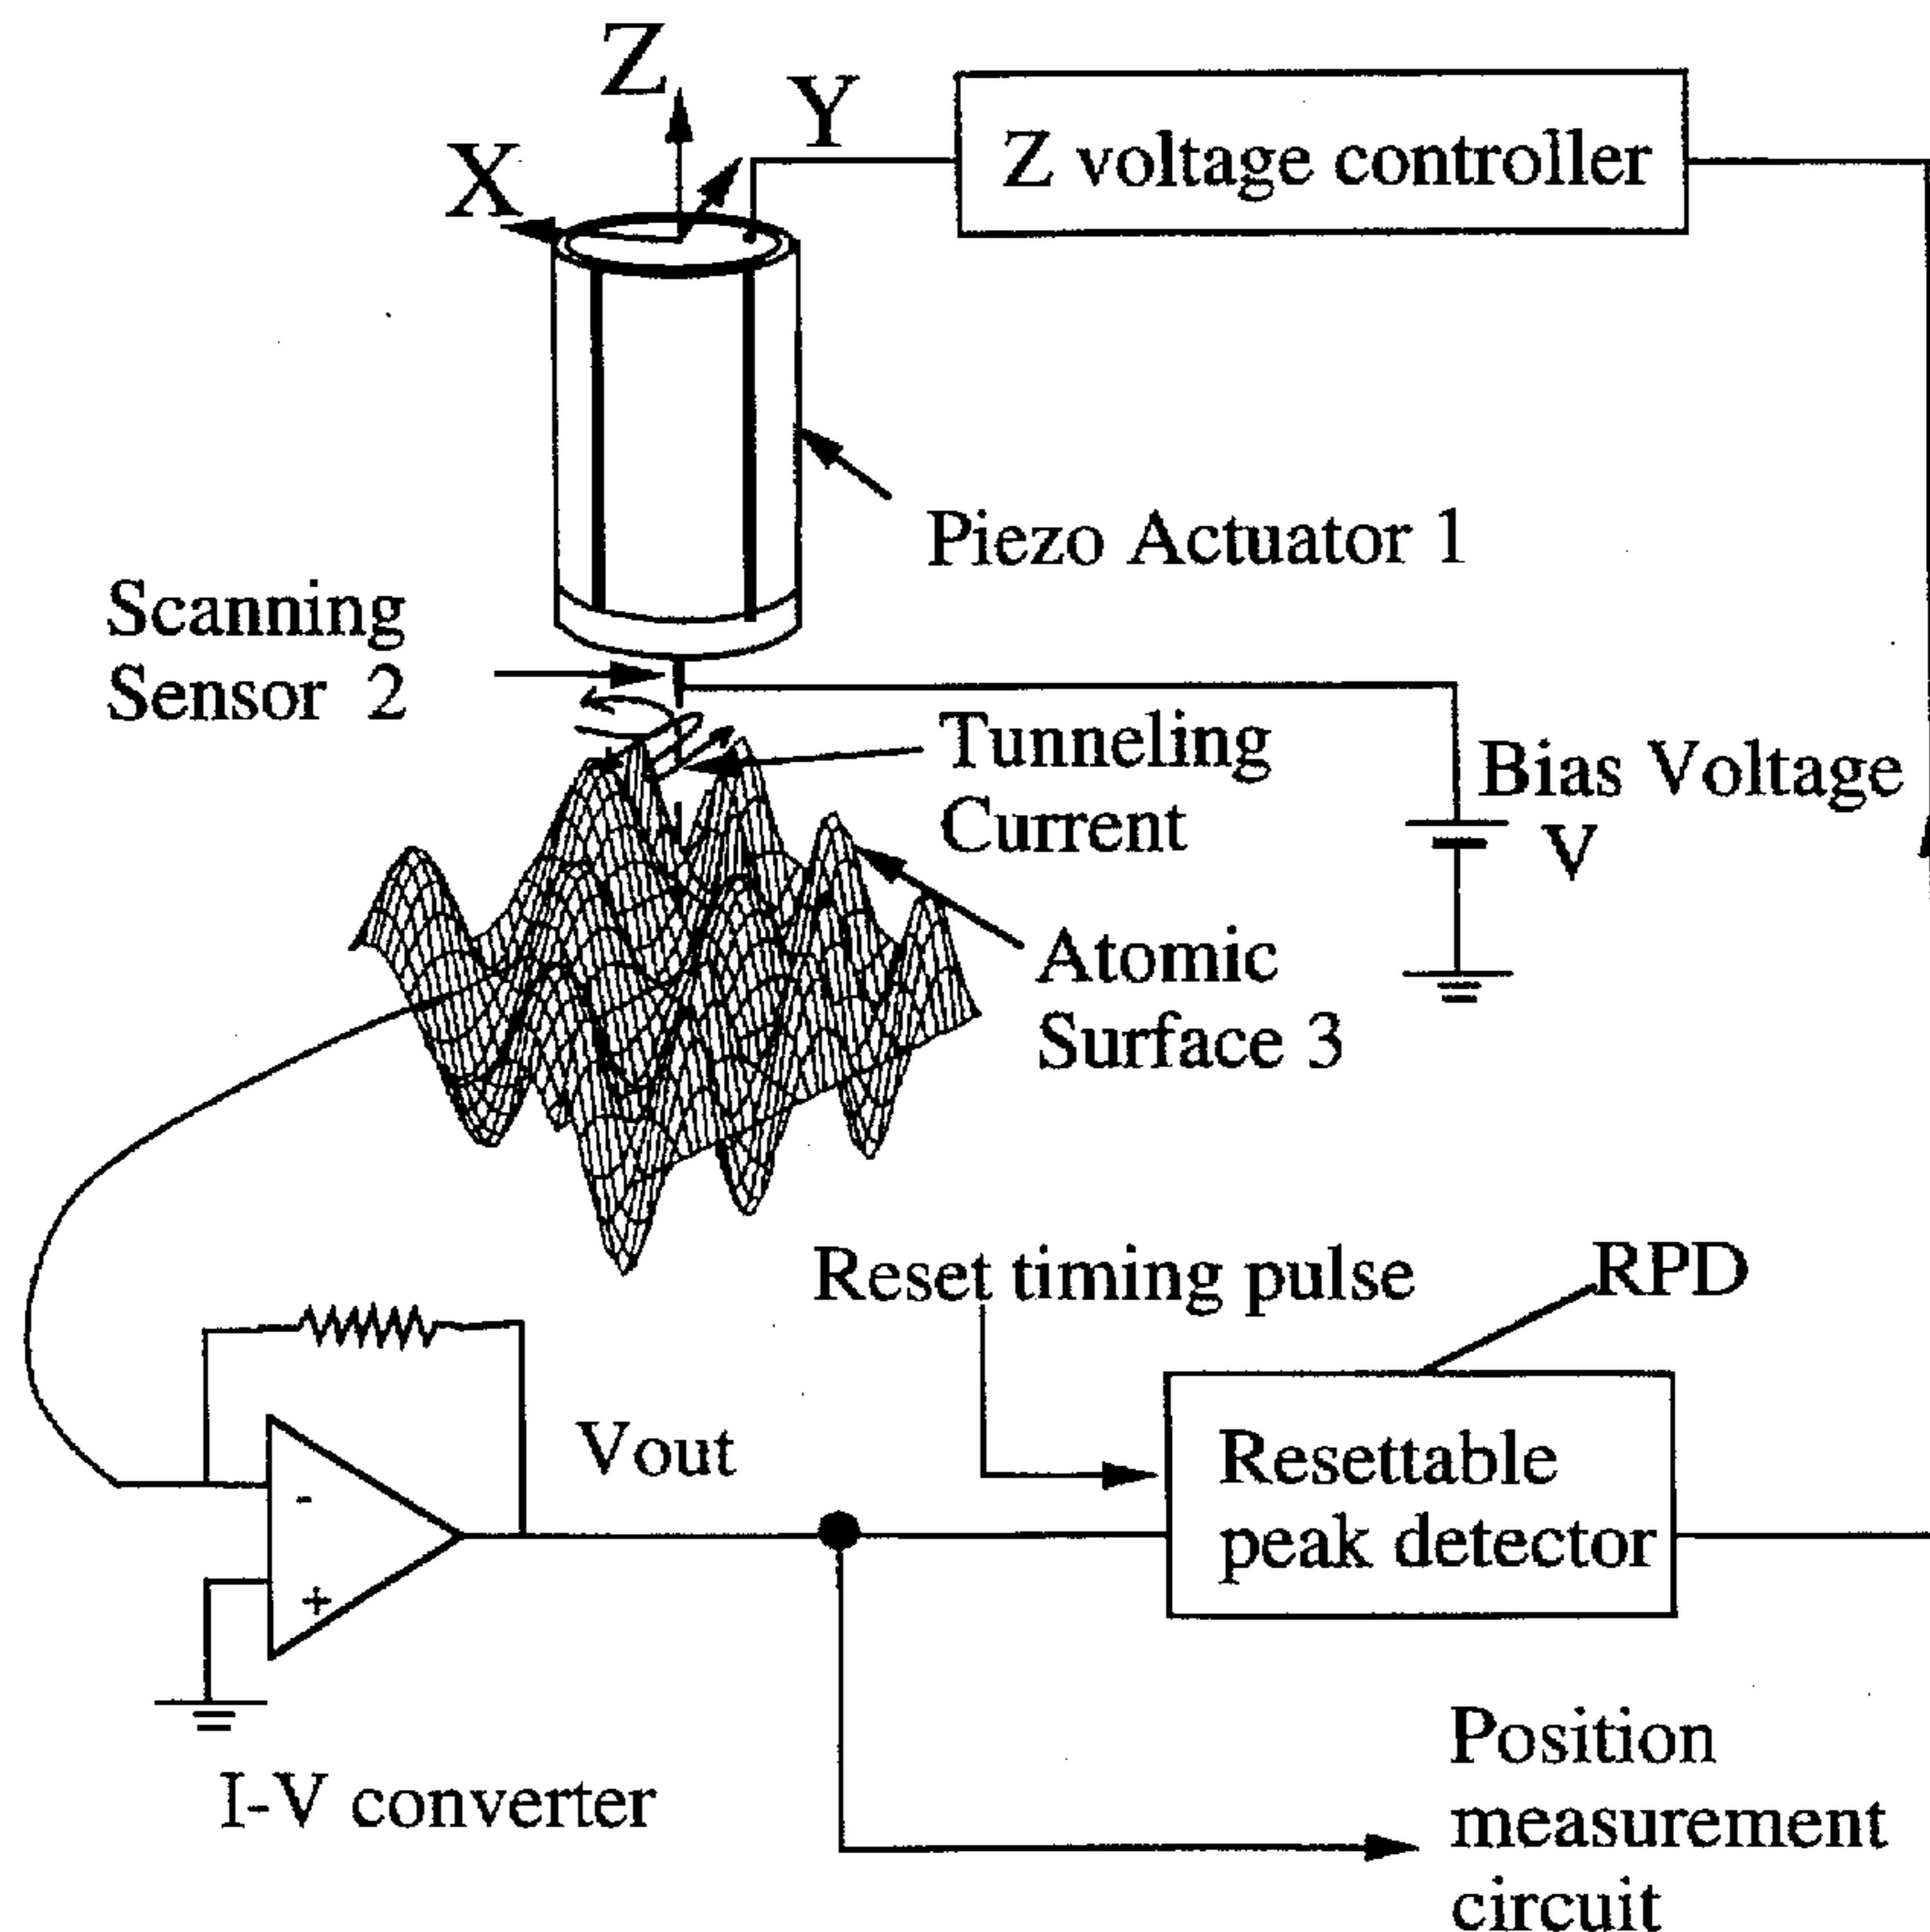 Z
Y
X
Z voltage controller
Piezo Actuator 1
Scanning
Sensor 2
Tunneling
Current
Bias Voltage
V
Atomic
Surface 3
Reset timing pulse
RPD
Vout
Resettable
peak detector
-
+
I-V converter
Position
measurement
circuit